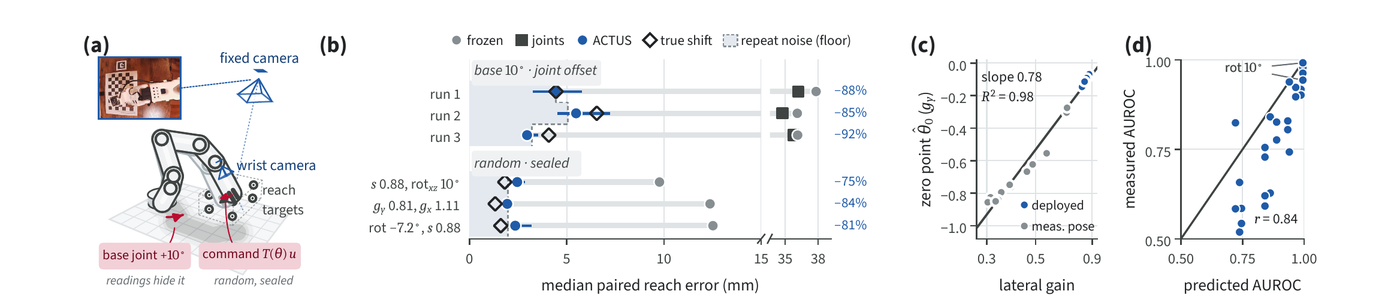 (a)
fixed camera
wrist camera
reach
targets
base joint +10°
command T(θ) u
readings hide it
random, sealed
(b)
frozen
joints
ACTUS
true shift
repeat noise (floor)
base 10° · joint offset
run 1
−88%
run 2
−85%
run 3
−92%
random · sealed
s 0.88, rotxz 10°
−75%
gy 0.81, gx 1.11
−84%
rot −7.2°, s 0.88
−81%
0 5 10 15 35 38
median paired reach error (mm)
(c)
zero point θ̂0 (gy)
0.0
−0.2
−0.4
−0.6
−0.8
−1.0
slope 0.78
R² = 0.98
deployed
meas. pose
0.3 0.5 0.9
lateral gain
(d)
measured AUROC
1.00
0.75
0.50
rot 10°
r = 0.84
0.50 0.75 1.00
predicted AUROC